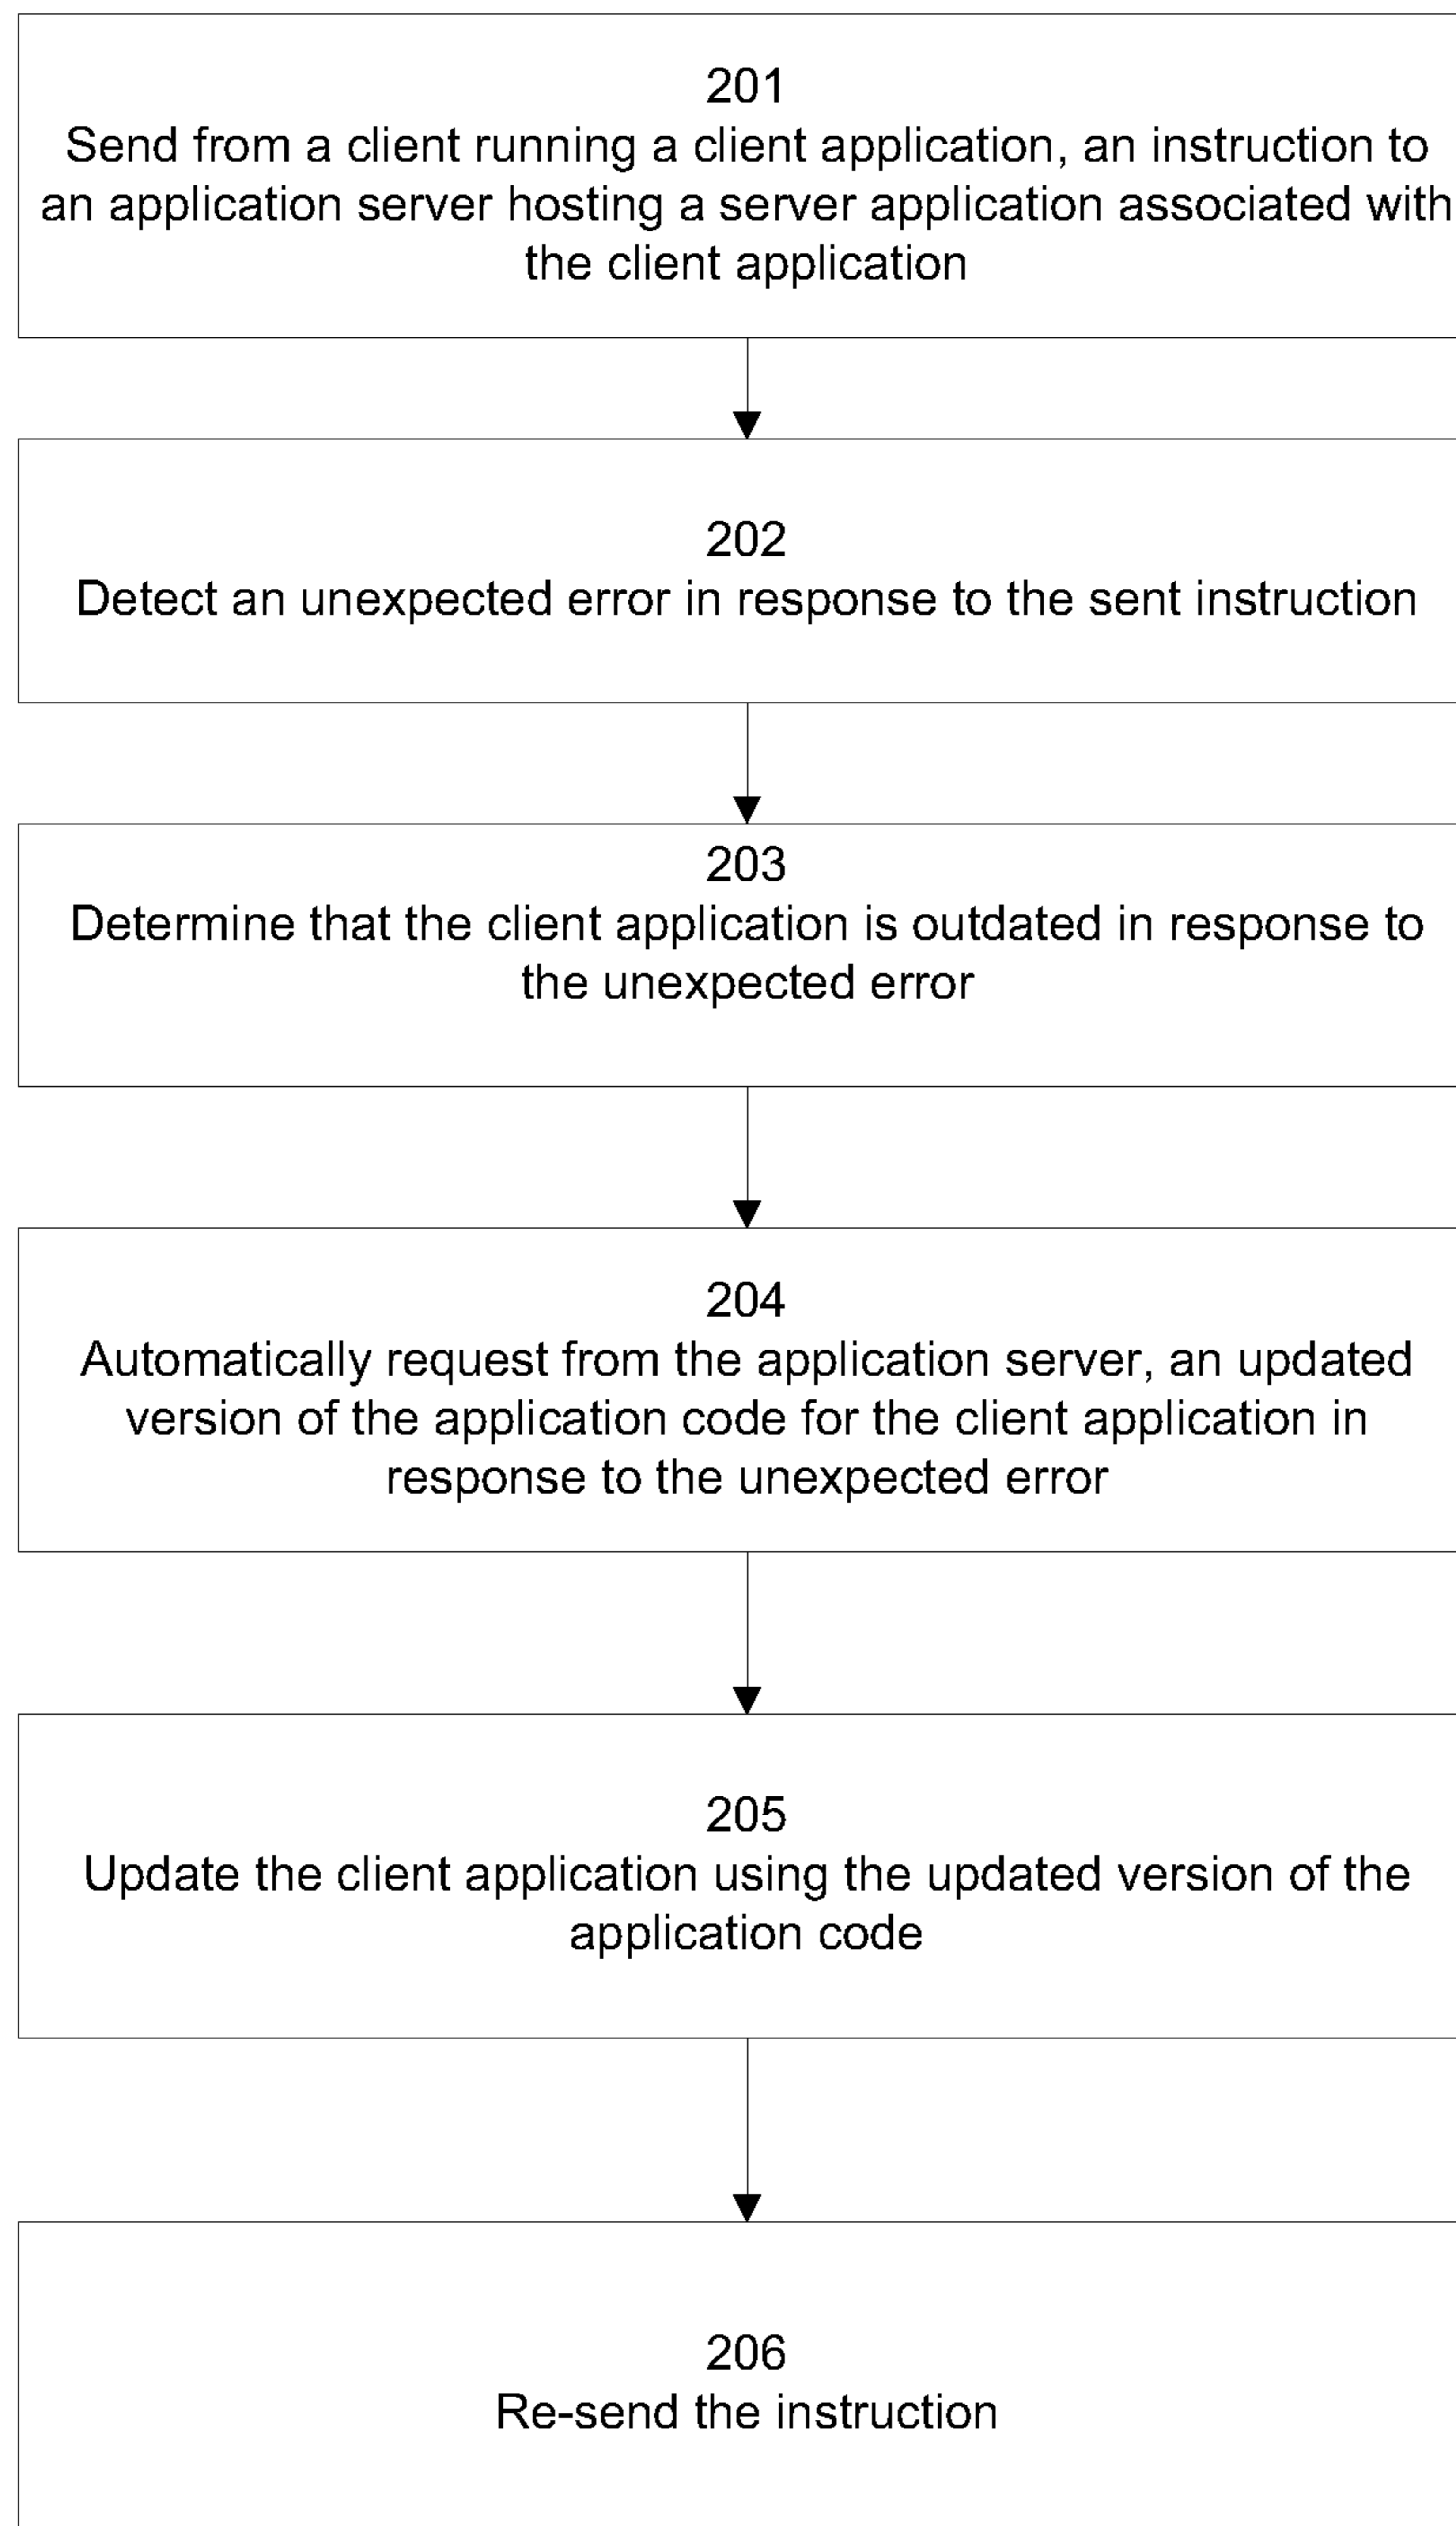 201
Send from a client running a client application, an instruction to
an application server hosting a server application associated with
the client application
202
Detect an unexpected error in response to the sent instruction
203
Determine that the client application is outdated in response to
the unexpected error
204
Automatically request from the application server, an updated
version of the application code for the client application in
response to the unexpected error
205
Update the client application using the updated version of the
application code
206
Re-send the instruction